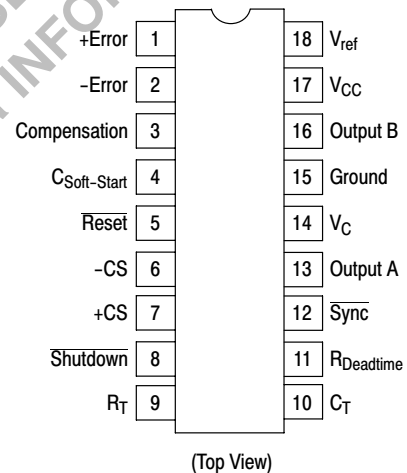 +Error 1
–Error 2
Compensation 3
CSoft–Start 4
Reset 5
–CS 6
+CS 7
Shutdown 8
RT 9
18 Vref
17 VCC
16 Output B
15 Ground
14 VC
13 Output A
12 Sync
11 RDeadtime
10 CT
(Top View)